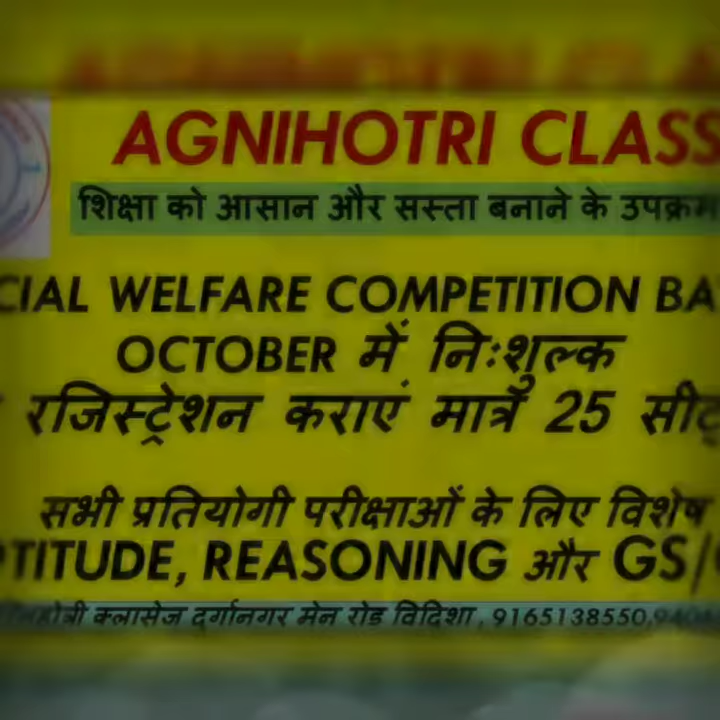 AGNIHOTRI CLASS
शिक्षा को आसान और सस्ता बनाने के उपक्रम
CIAL WELFARE COMPETITION BA
OCTOBER में निःशुल्क
रजिस्ट्रेशन कराएं मात्र 25
सभी प्रतियोगी परीक्षाओं के लिए विशेष
TITUDE, REASONING और GS/
क्लासेज दुर्गानगर मेन रोड विदिशा, 9165138550,